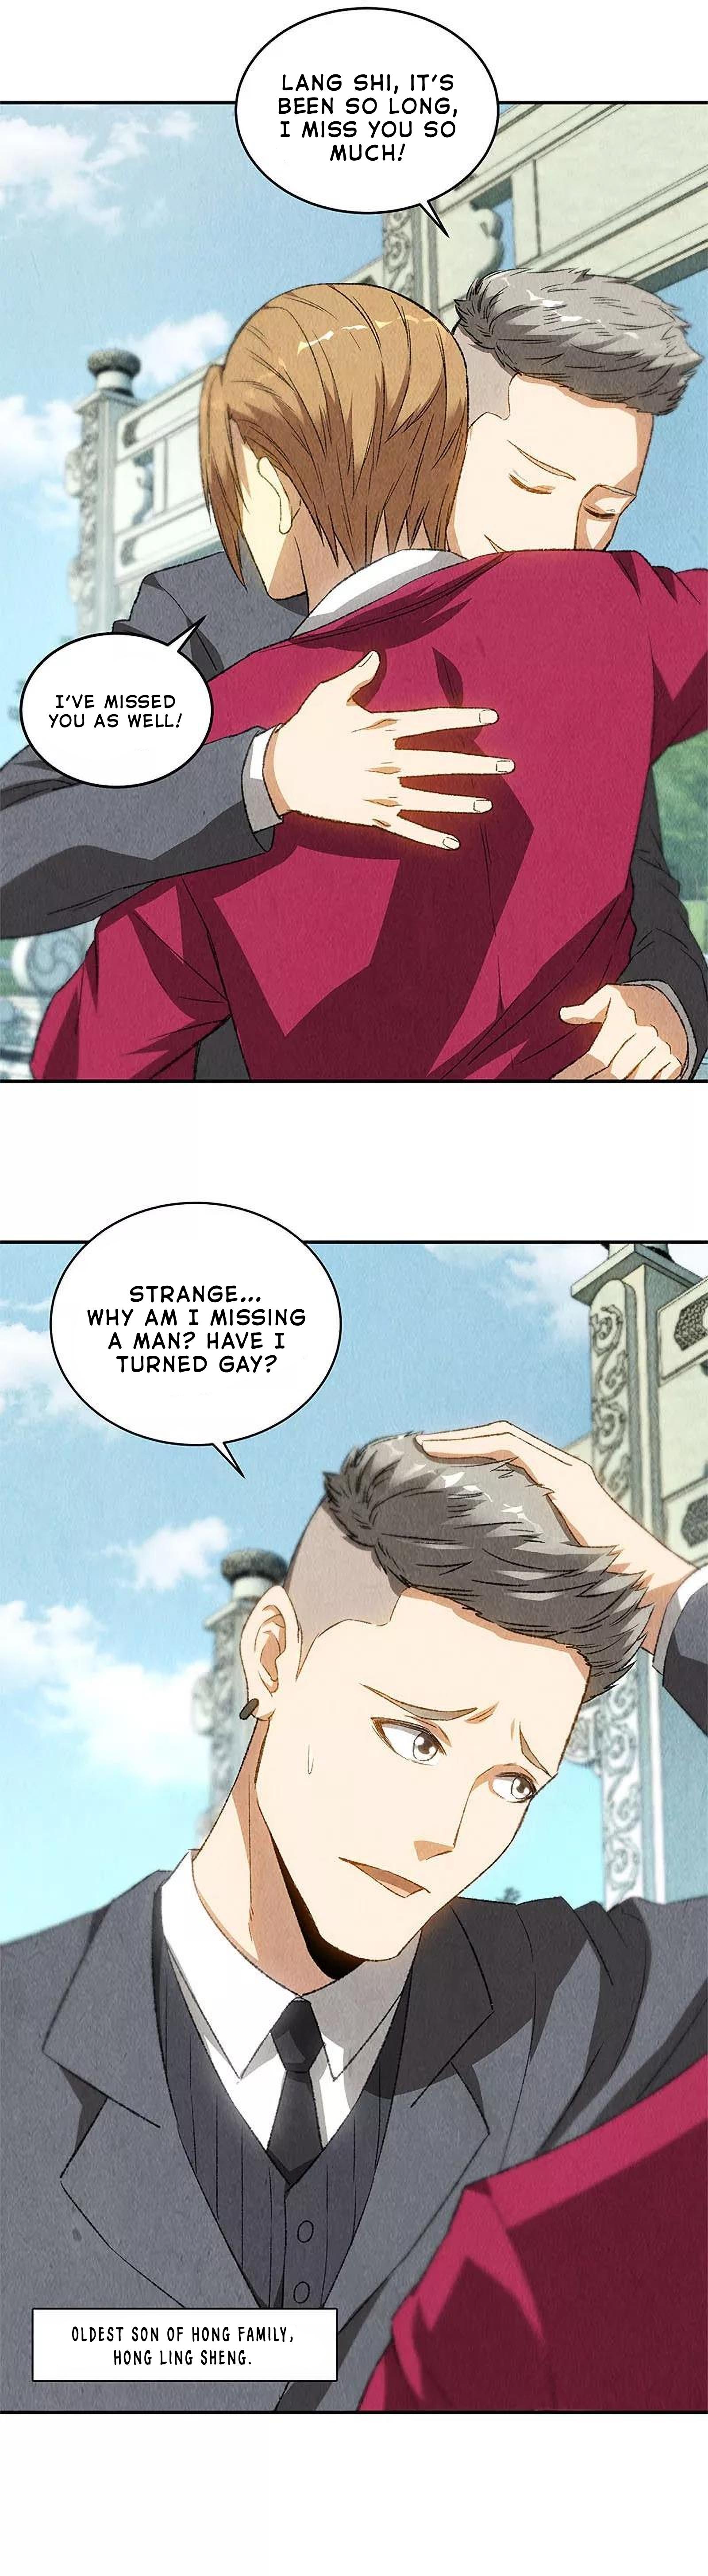 LANG SHI, IT'S
BEEN SO LONG,
I MISS YOU SO
MUCH!
I'VE MISSED
YOU AS WELL!
STRANGE...
WHY AM I MISSING
A MAN? HAVE I
TURNED GAY?
OLDEST SON OF HONG FAMILY,
HONG LING SHENG.